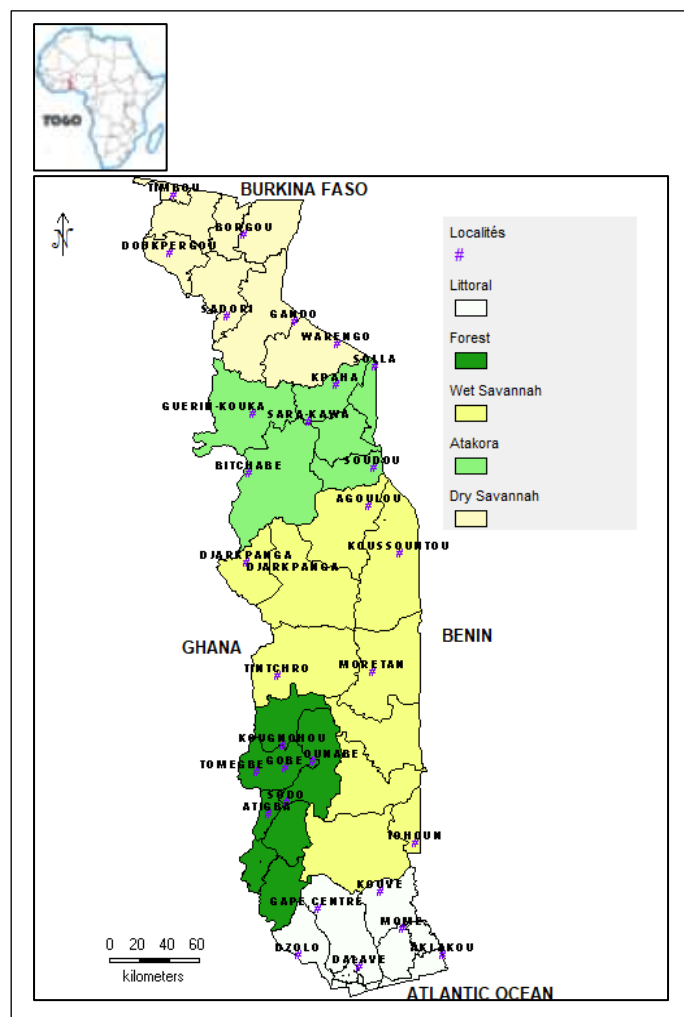 TOGO
BURKINA FASO
TIMBOU
BORGOU
DOUKPERGOU
N
Localités
#
Littoral
Forest
Wet Savannah
Atakora
Dry Savannah
SADORI
GANDO
WARENGO
SOLLA
KPAHA
GUERIN-KOUKA
SARA-KAWA
BITCHABE
SOUDOU
AGOULOU
KOUSSOUNTOU
DJARKPANGA
DJARKPANGA
GHANA
BENIN
TINTCHRO
MORETAN
KOUGNOHOU
OUNABE
TOMEGBE
GOBE
SODO
ATIGBA
TOHOUN
KOUVE
GAPE CENTRE
MOME
DZOLO
DALAVE
AKLAKOU
0 20 40 60
kilometers
ATLANTIC OCEAN